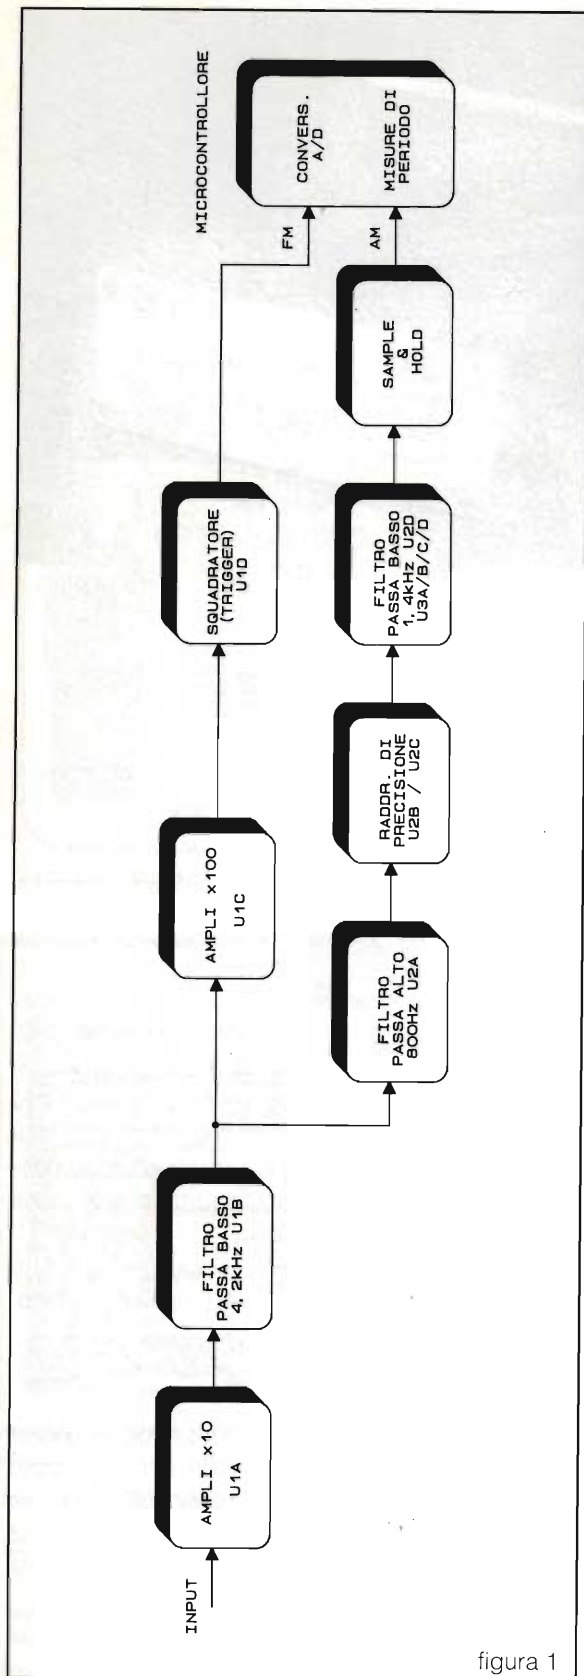 INPUT
AMPLI x10
U1A
FILTRO
PASSA BASSO
4,2kHz U1B
AMPLI x100
U1C
SQUADRATORE
(TRIGGER)
U1D
FILTRO
PASSA ALTO
800Hz U2A
RADDR. DI
PRECISIONE
U2B / U2C
FILTRO
PASSA BASSO
1,4kHz U2D
U3A/B/C/D
SAMPLE
&
HOLD
FM
AM
MICROCONTROLLORE
CONVERS.
A/D
MISURE DI
PERIODO
figura 1